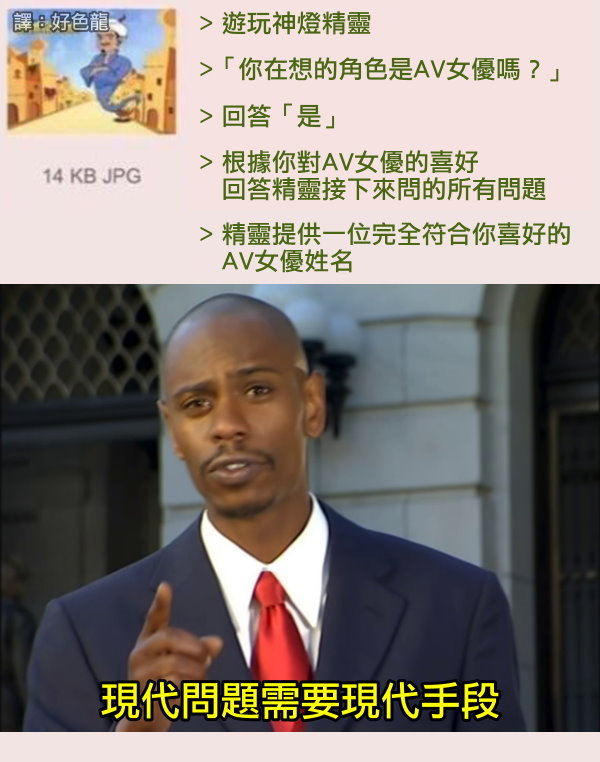 譯：好色龍
14 KB JPG
> 遊玩神燈精靈
>「你在想的角色是AV女優嗎？」
> 回答「是」
> 根據你對AV女優的喜好
回答精靈接下來問的所有問題
> 精靈提供一位完全符合你喜好的
AV女優姓名
現代問題需要現代手段